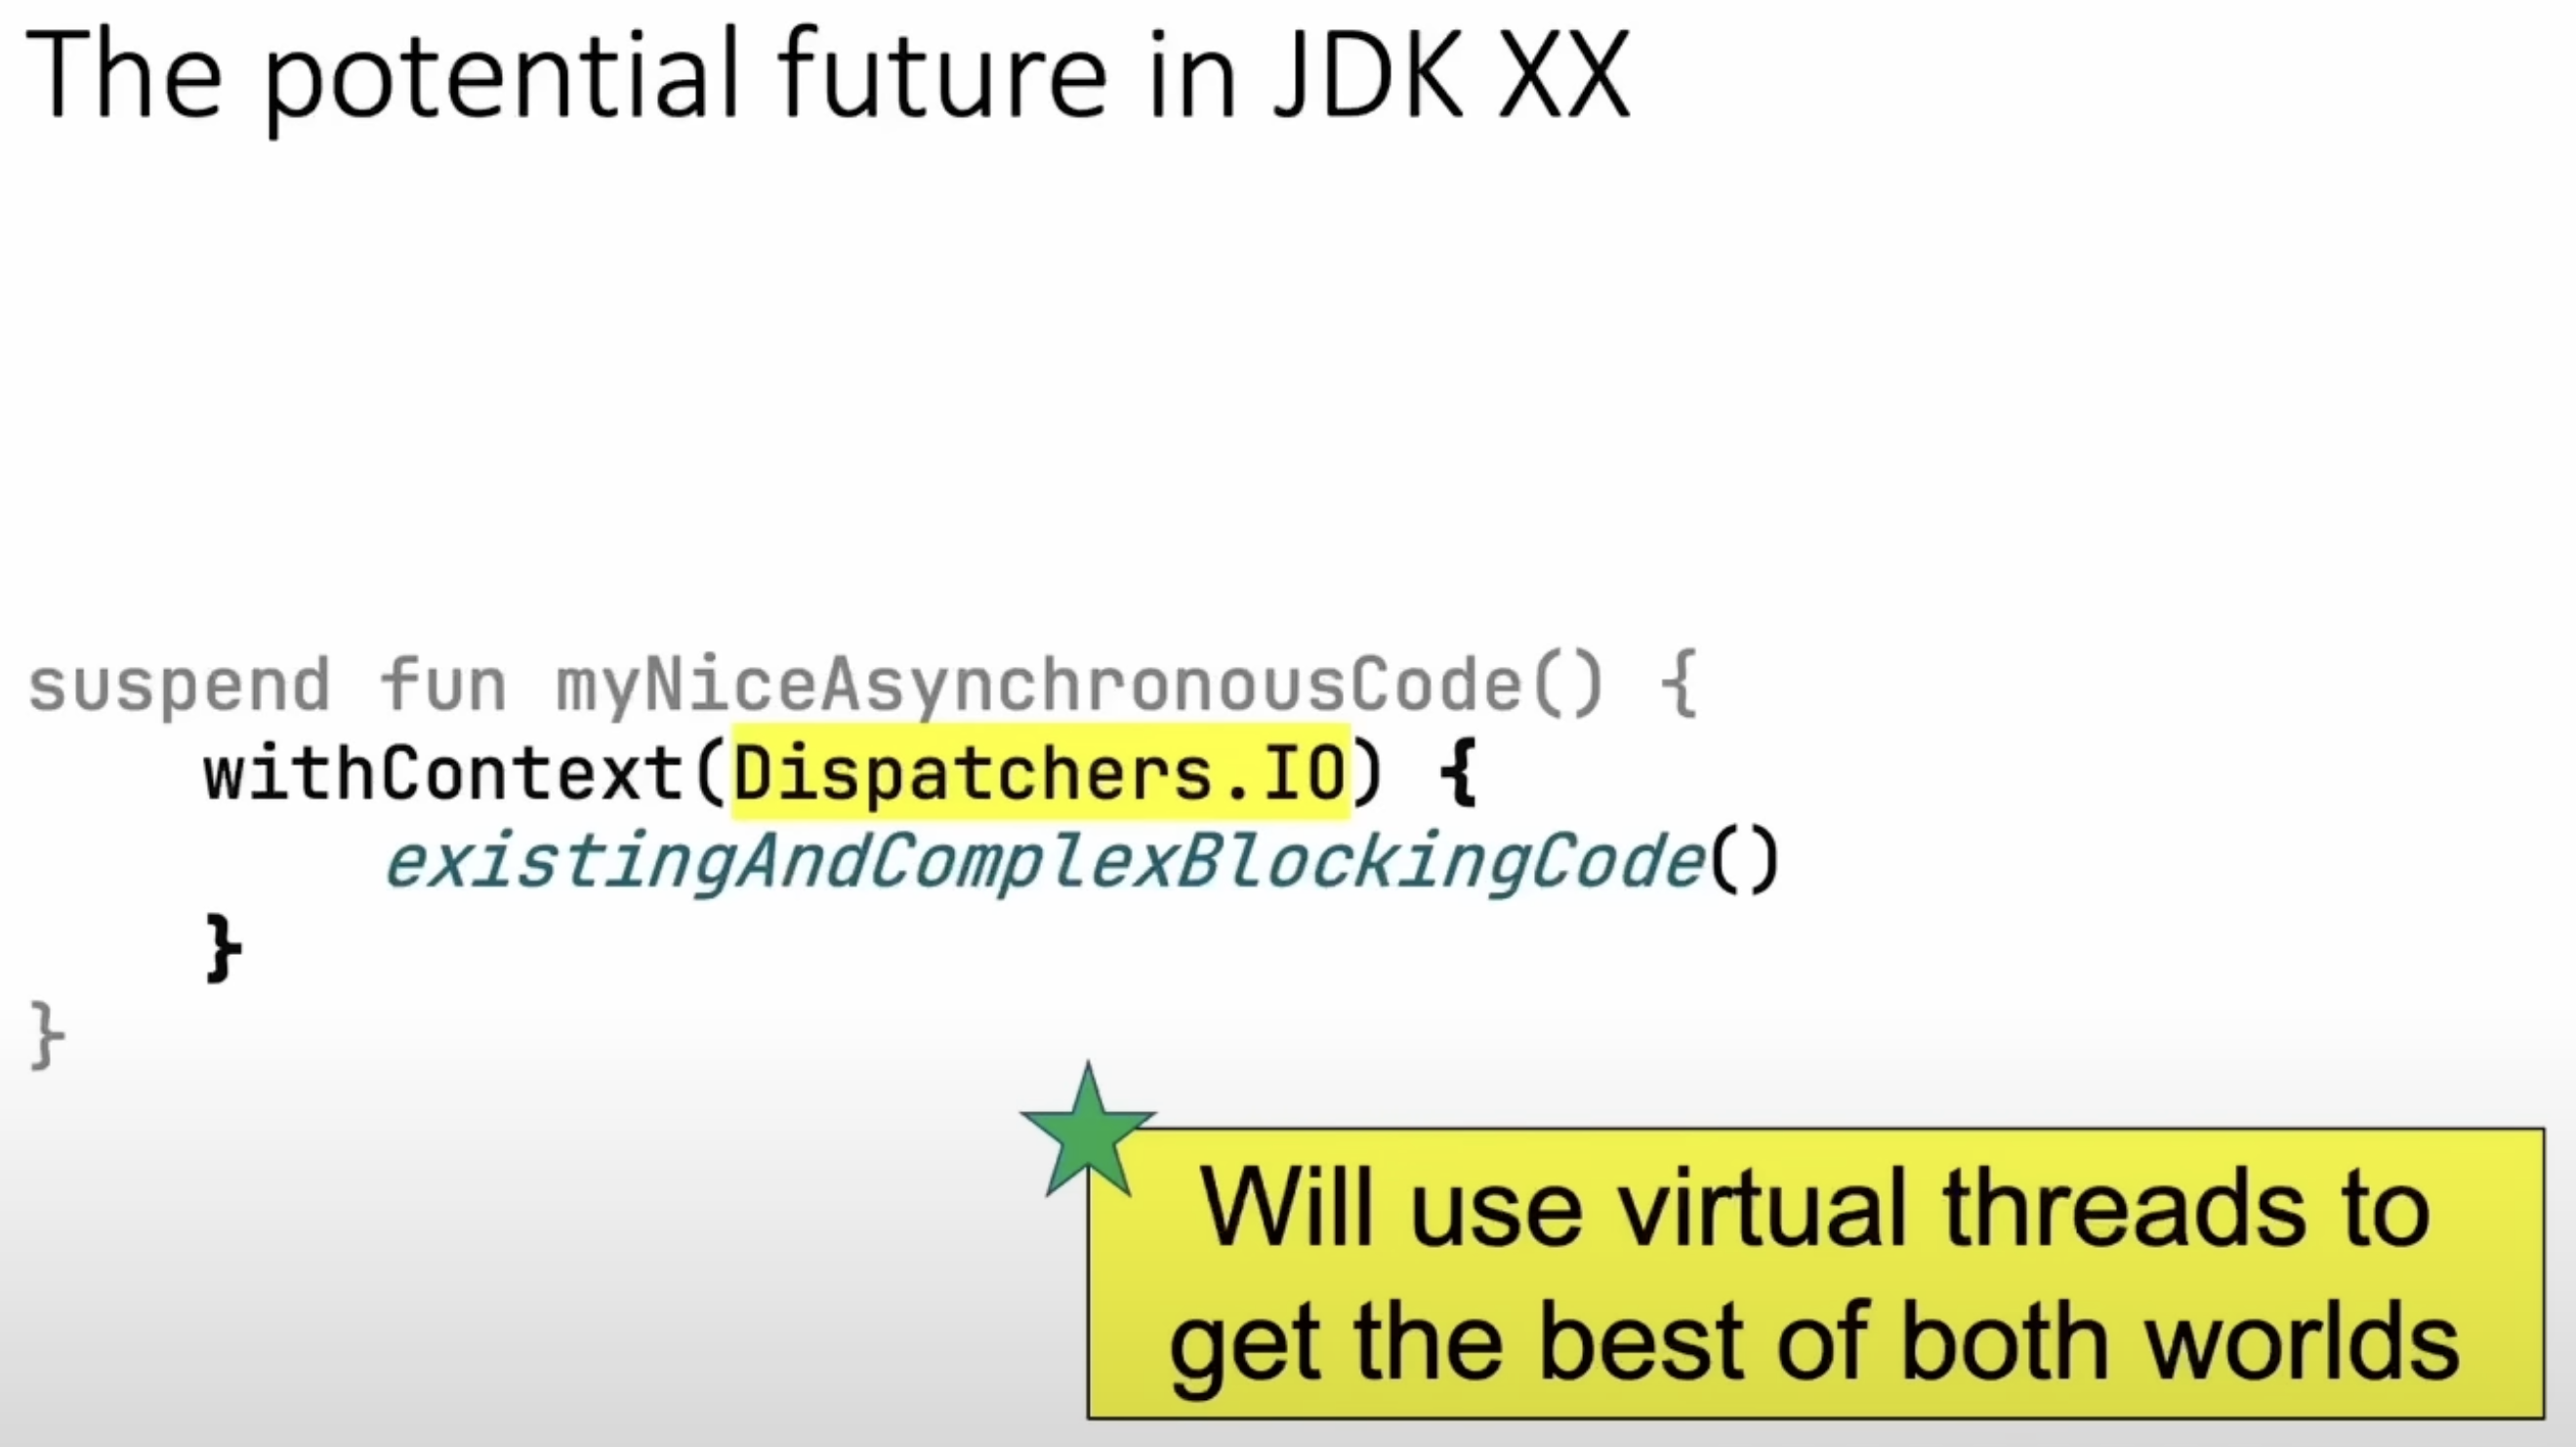 The potential future in JDK XX
suspend fun myNiceAsynchronousCode() {
withContext(Dispatchers.IO) {
existingAndComplexBlockingCode()
}
}
Will use virtual threads to
get the best of both worlds